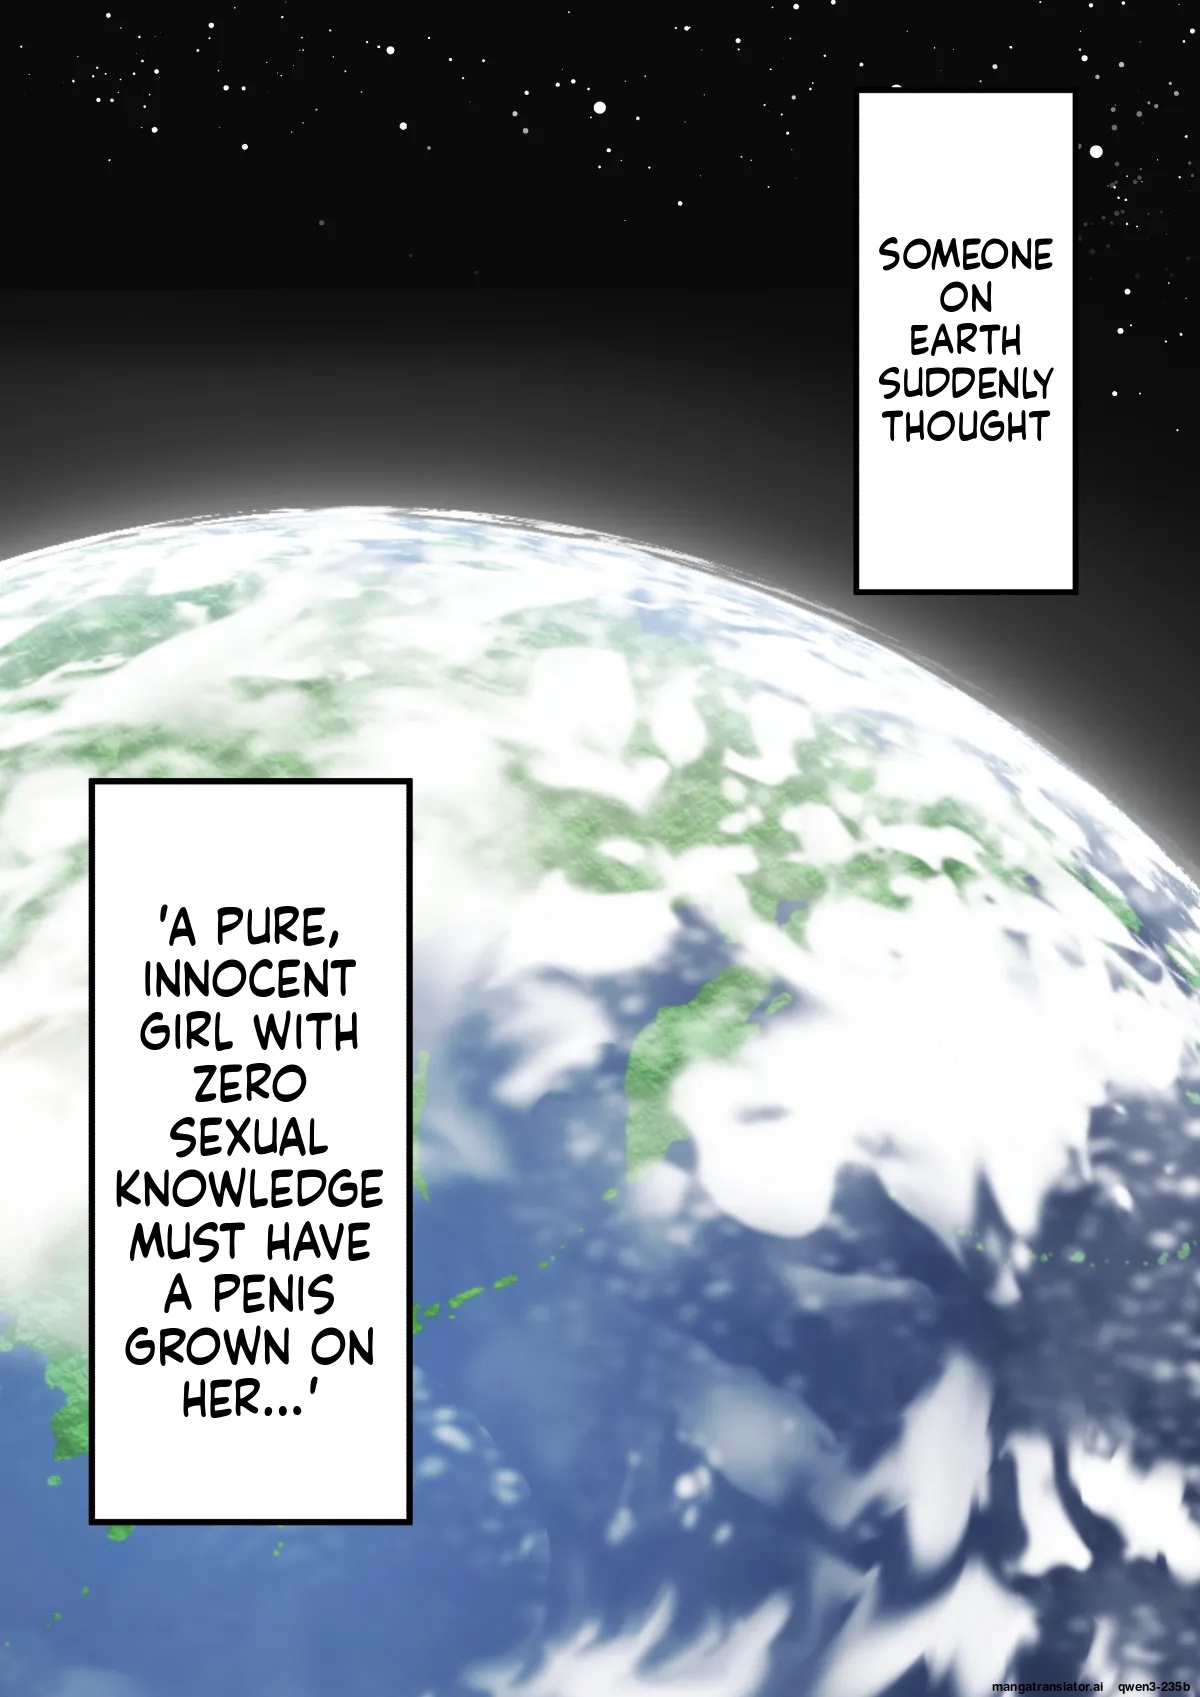 SOMEONE
ON
EARTH
SUDDENLY
THOUGHT
'A PURE,
INNOCENT
GIRL WITH
ZERO
SEXUAL
KNOWLEDGE
MUST HAVE
A PENIS
GROWN ON
HER...'
mangatranslator.ai qwen3-235b